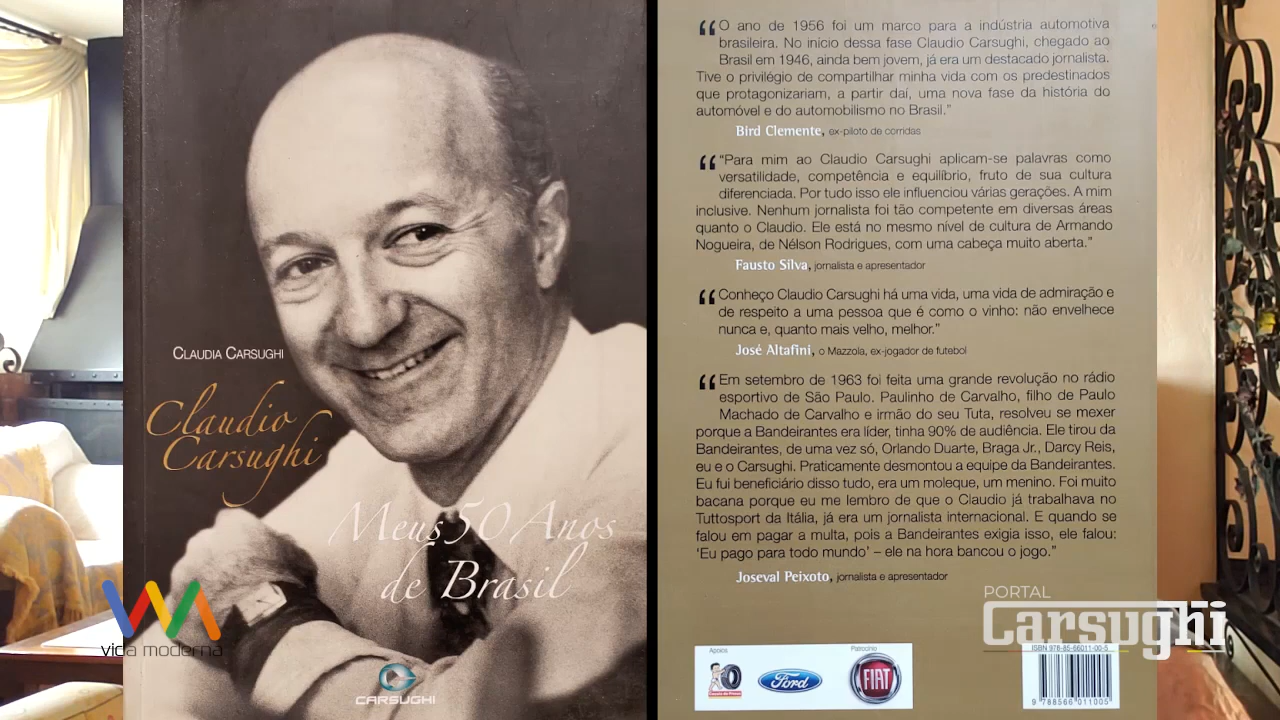 CLAUDIA CARSUGHI
Claudio
Carsughi
Meus 50 Anos
de Brasil
CARSUGHI
vida moderna
“O ano de 1956 foi um marco para a indústria automotiva
brasileira. No inicio dessa fase Claudio Carsughi, chegado ao
Brasil em 1946, ainda bem jovem, já era um destacado jornalista.
Tive o privilégio de compartilhar minha vida com os predestinados
que protagonizariam, a partir daí, uma nova fase da história do
automóvel e do automobilismo no Brasil.”
Bird Clemente, ex-piloto de corridas
“ “Para mim ao Claudio Carsughi aplicam-se palavras como
versatilidade, competência e equilíbrio, fruto de sua cultura
diferenciada. Por tudo isso ele influenciou várias gerações. A mim
inclusive. Nenhum jornalista foi tão competente em diversas áreas
quanto o Claudio. Ele está no mesmo nível de cultura de Armando
Nogueira, de Nélson Rodrigues, com uma cabeça muito aberta.”
Fausto Silva, jornalista e apresentador
“Conheço Claudio Carsughi há uma vida, uma vida de admiração e
de respeito a uma pessoa que é como o vinho: não envelhece
nunca e, quanto mais velho, melhor.”
José Altafini, o Mazzola, ex-jogador de futebol
“Em setembro de 1963 foi feita uma grande revolução no rádio
esportivo de São Paulo. Paulinho de Carvalho, filho de Paulo
Machado de Carvalho e irmão do seu Tuta, resolveu se mexer
porque a Bandeirantes era líder, tinha 90% de audiência. Ele tirou da
Bandeirantes, de uma vez só, Orlando Duarte, Braga Jr., Darcy Reis,
eu e o Carsughi. Praticamente desmontou a equipe da Bandeirantes.
Eu fui beneficiário disso tudo, era um moleque, um menino. Foi muito
bacana porque eu me lembro de que o Claudio já trabalhava no
Tuttosport da Itália, já era um jornalista internacional. E quando se
falou em pagar a multa, pois a Bandeirantes exigia isso, ele falou:
‘Eu pago para todo mundo’ – ele na hora bancou o jogo.”
Joseval Peixoto, jornalista e apresentador
PORTAL
Carsughi
Apoios
Patrocínio
Ford
FIAT
ISBN 978-85-66011-00-5
9 788566 011005